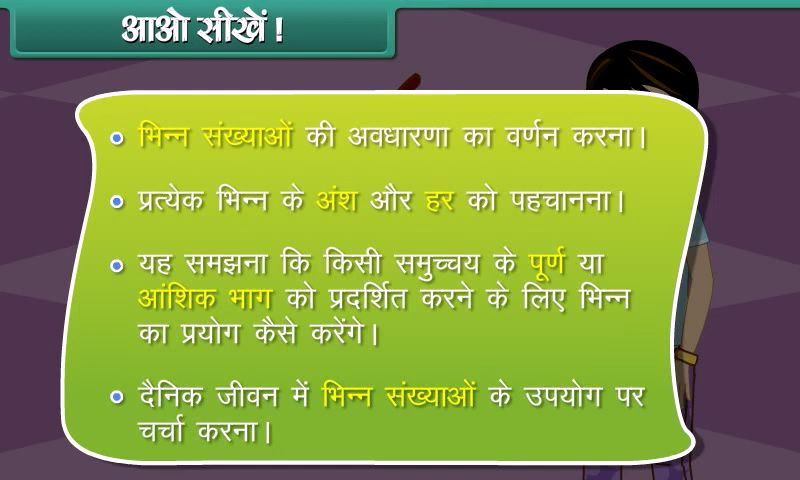 आओ सीखें!
भिन्न संख्याओं की अवधारणा का वर्णन करना।
प्रत्येक भिन्न के अंश और हर को पहचानना।
यह समझना कि किसी समुच्चय के पूर्ण या
आंशिक भाग को प्रदर्शित करने के लिए भिन्न
का प्रयोग कैसे करेंगे।
दैनिक जीवन में भिन्न संख्याओं के उपयोग पर
चर्चा करना।